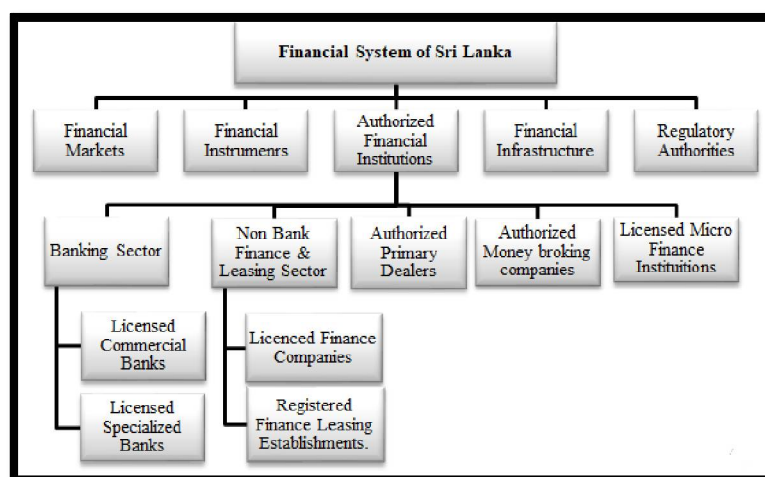 Financial System of Sri Lanka
Financial
Markets
Financial
Instrumenrs
Authorized
Financial
Institutions
Financial
Infrastructure
Regulatory
Authorities
Banking Sector
Non Bank
Finance &
Leasing Sector
Authorized
Primary
Dealers
Authorized
Money broking
companies
Licensed Micro
Finance
Instituitions
Licensed
Commercial
Banks
Licensed
Specialized
Banks
Licenced Finance
Companies
Registered
Finance Leasing
Establishments.